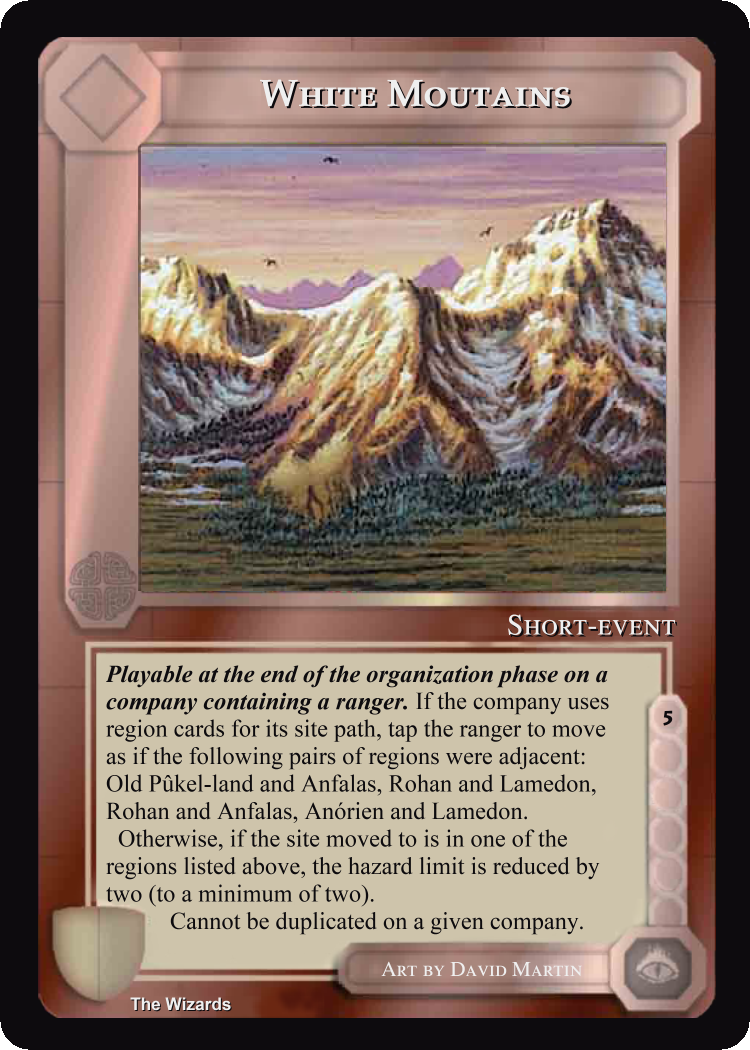 White Moutains
Short-event
Playable at the end of the organization phase on a
company containing a ranger. If the company uses
region cards for its site path, tap the ranger to move
as if the following pairs of regions were adjacent:
Old Pûkel-land and Anfalas, Rohan and Lamedon,
Rohan and Anfalas, Anórien and Lamedon.
Otherwise, if the site moved to is in one of the
regions listed above, the hazard limit is reduced by
two (to a minimum of two).
Cannot be duplicated on a given company.
5
Art by David Martin
The Wizards